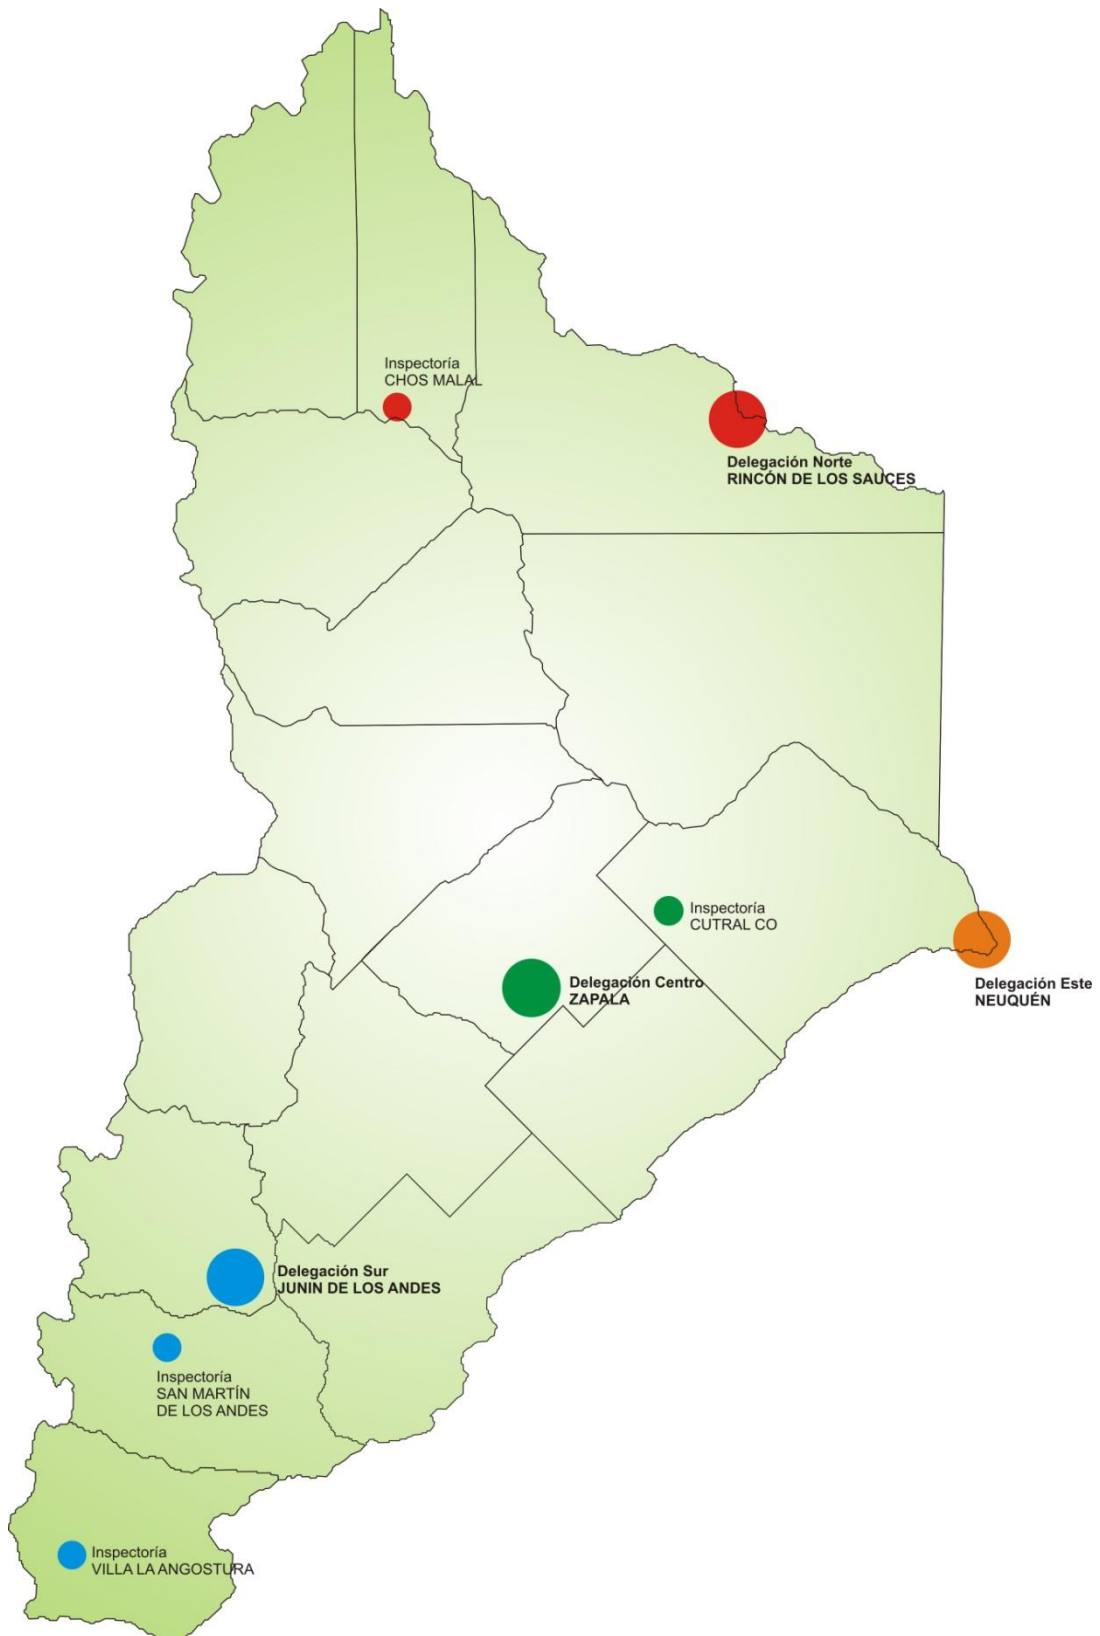 Inspectoría
CHOS MALAL
Delegación Norte
RINCÓN DE LOS SAUCES
Inspectoría
CUTRAL CO
Delegación Centro
ZAPALA
Delegación Este
NEUQUÉN
Delegación Sur
JUNIN DE LOS ANDES
Inspectoría
SAN MARTÍN
DE LOS ANDES
Inspectoría
VILLA LA ANGOSTURA